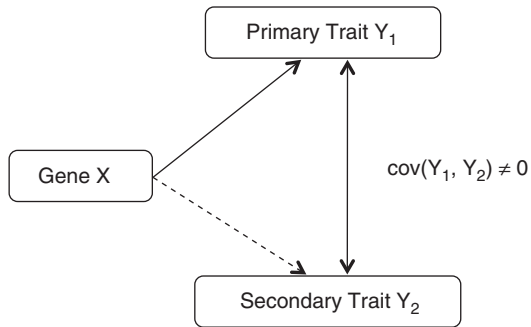 Primary Trait Y₁
Gene X
cov(Y₁, Y₂) ≠ 0
Secondary Trait Y₂